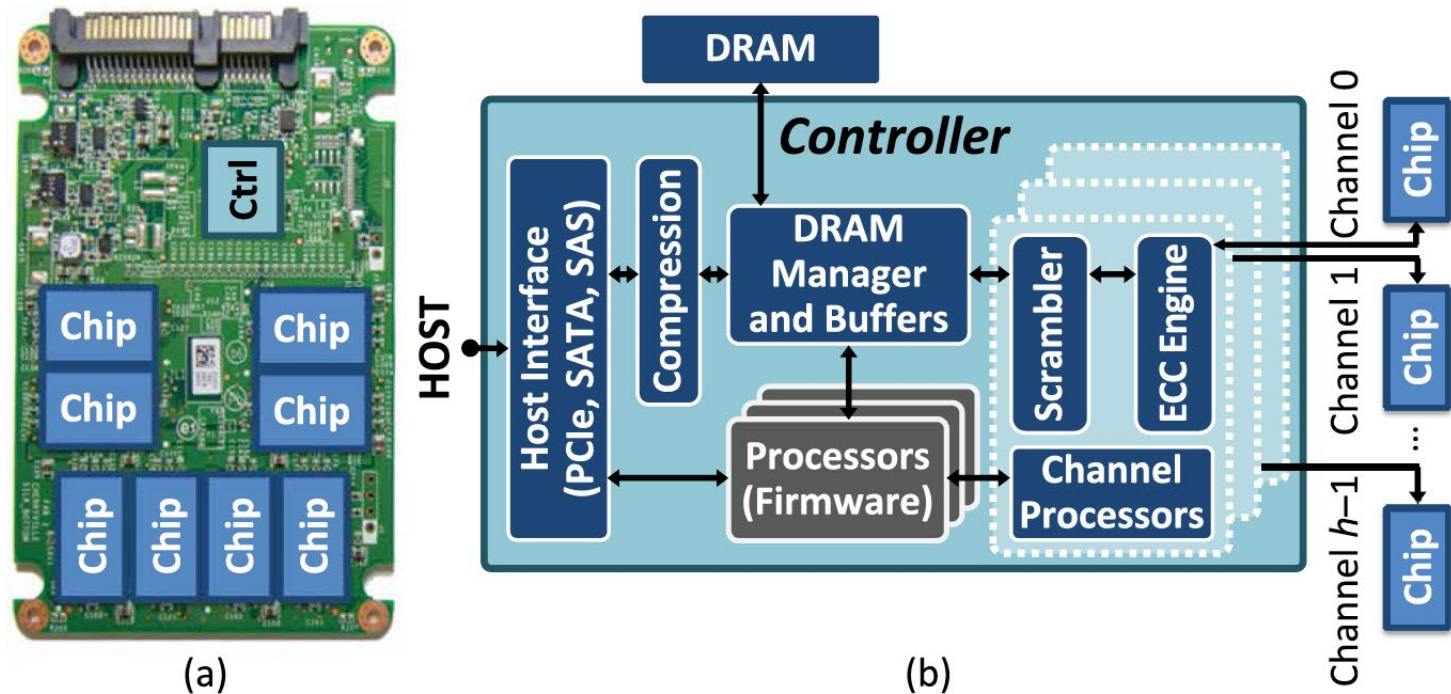 Ctrl
Chip
Chip
Chip
Chip
Chip
Chip
Chip
Chip
(a)
DRAM
Controller
HOST
Host Interface
(PCIe, SATA, SAS)
Compression
DRAM
Manager
and Buffers
Processors
(Firmware)
Scrambler
ECC Engine
Channel
Processors
Channel 0
Chip
Channel 1
Chip
...
Channel h–1
Chip
(b)